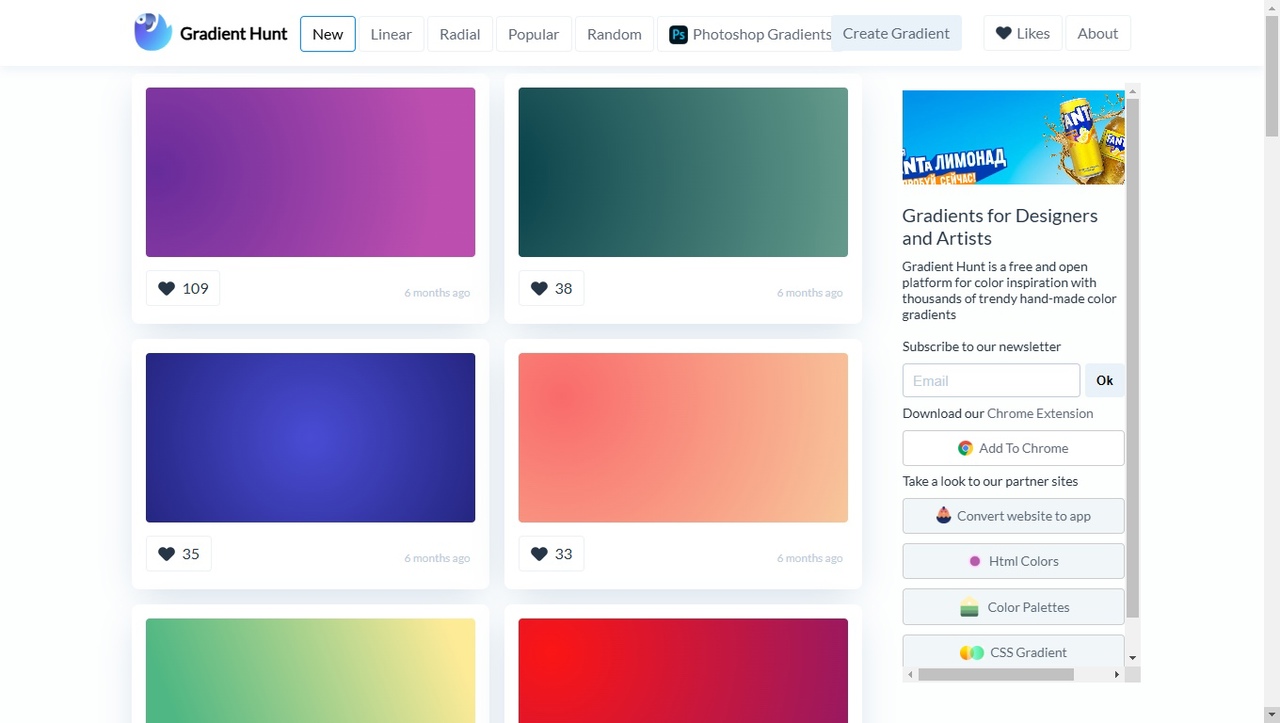 Gradient Hunt
New
Linear
Radial
Popular
Random
Ps Photoshop Gradients
Create Gradient
Likes
About
109
6 months ago
38
6 months ago
35
6 months ago
33
6 months ago
FANT
FANT
ANTA ЛИМОНАД
СЕЙЧАС!
Gradients for Designers
and Artists
Gradient Hunt is a free and open
platform for color inspiration with
thousands of trendy hand-made color
gradients
Subscribe to our newsletter
Email
Ok
Download our Chrome Extension
Add To Chrome
Take a look to our partner sites
Convert website to app
Html Colors
Color Palettes
CSS Gradient